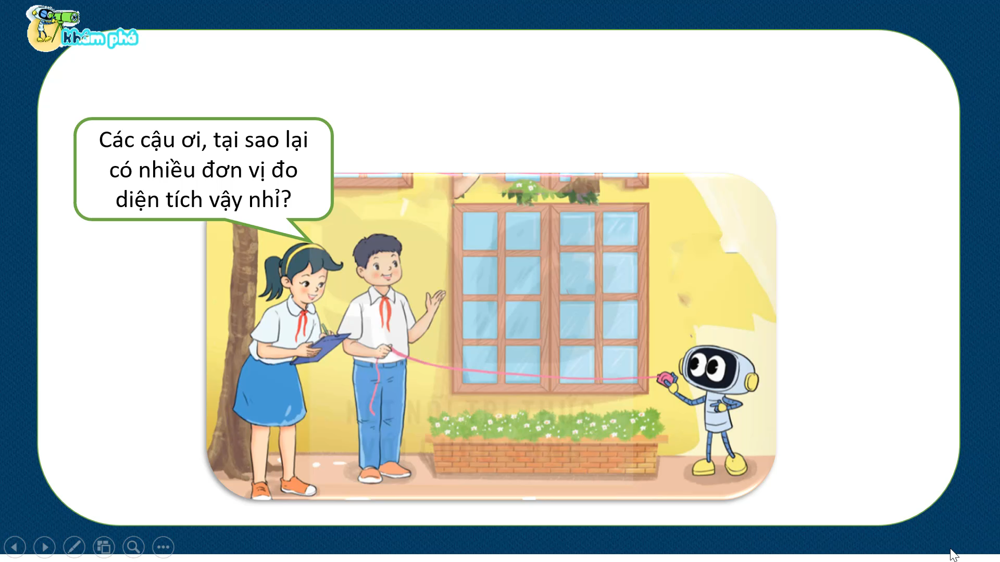 khám phá
Các cậu ơi, tại sao lại
có nhiều đơn vị đo
diện tích vậy nhỉ?